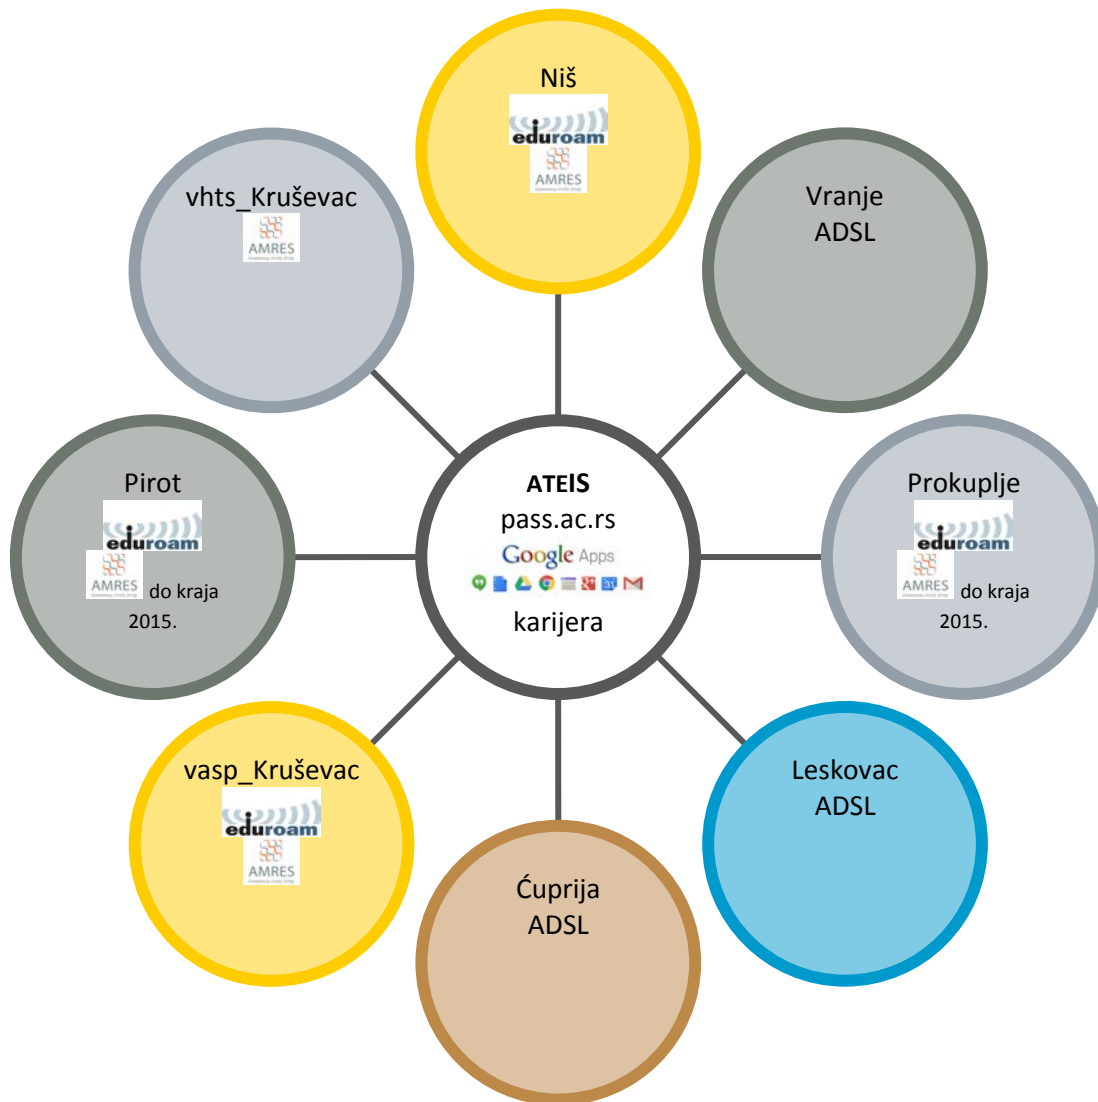 Niš
eduroam
AMRES
vhts_Kruševac
AMRES
Vranje
ADSL
Pirot
eduroam
AMRES do kraja
2015.
ATEIS
pass.ac.rs
Google Apps
31
karijera
Prokuplje
eduroam
AMRES do kraja
2015.
vasp_Kruševac
eduroam
AMRES
Leskovac
ADSL
Ćuprija
ADSL